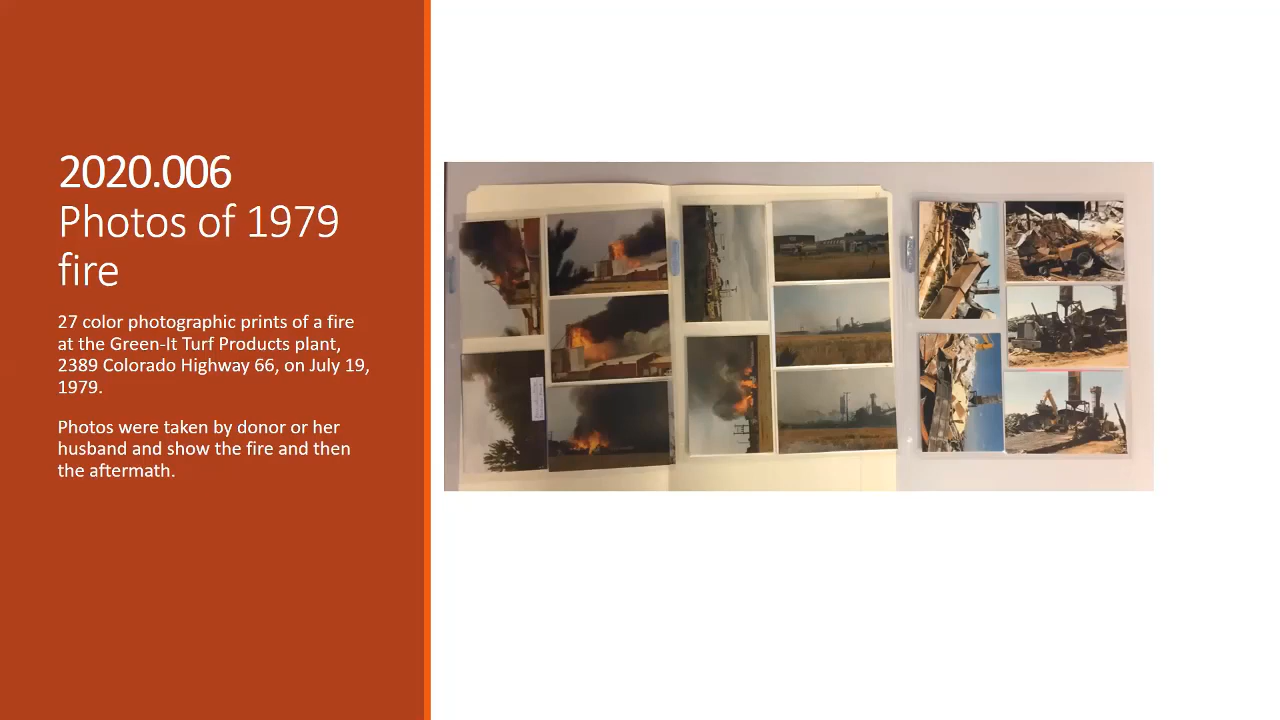 2020.006
Photos of 1979
fire
27 color photographic prints of a fire
at the Green-It Turf Products plant,
2389 Colorado Highway 66, on July 19,
1979.
Photos were taken by donor or her
husband and show the fire and then
the aftermath.